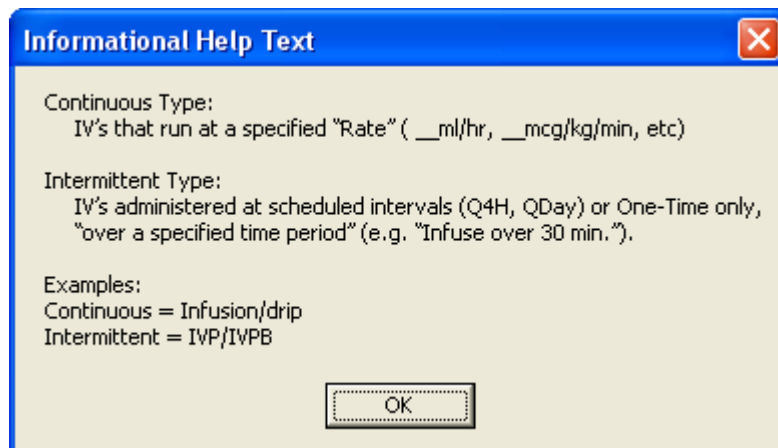 Informational Help Text
Continuous Type:
IV's that run at a specified "Rate" ( __ml/hr, __mcg/kg/min, etc)
Intermittent Type:
IV's administered at scheduled intervals (Q4H, QDay) or One-Time only,
"over a specified time period" (e.g. "Infuse over 30 min.").
Examples:
Continuous = Infusion/drip
Intermittent = IVP/IVPB
OK